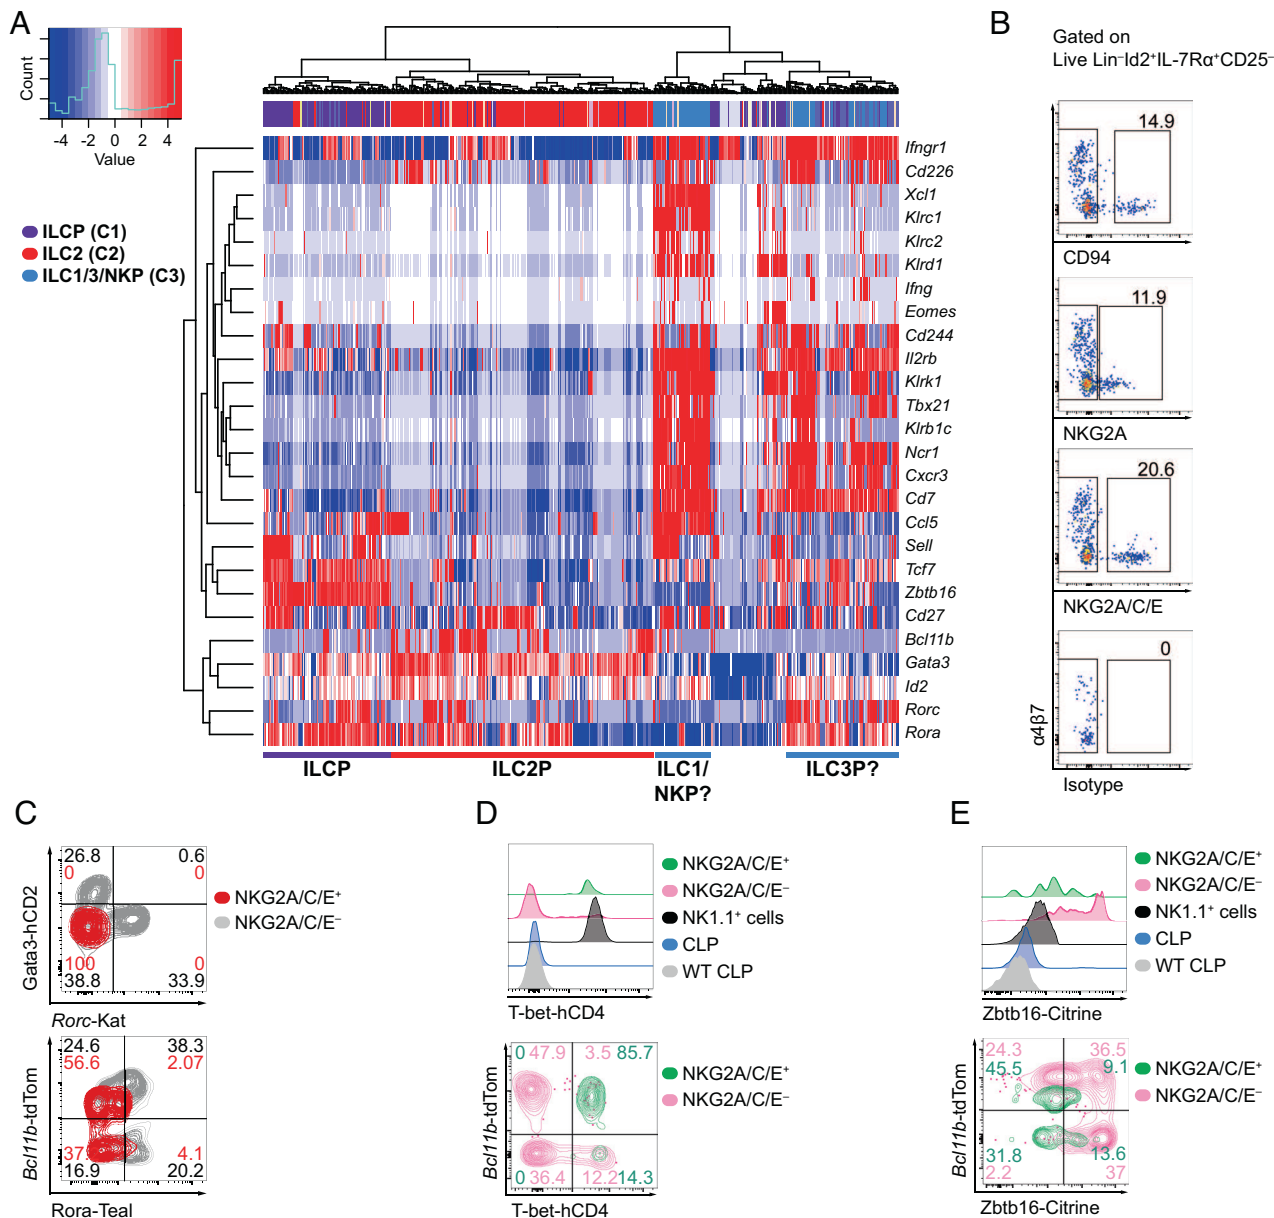 A
Count
-4 -2 0 2 4
Value
ILCP (C1)
ILC2 (C2)
ILC1/3/NKP (C3)
Ifngr1
Cd226
Xcl1
Klrc1
Klrc2
Klrd1
Ifng
Eomes
Cd244
Il2rb
Klrk1
Tbx21
Klrb1c
Ncr1
Cxcr3
Cd7
Ccl5
Sell
Tcf7
Zbtb16
Cd27
Bcl11b
Gata3
Id2
Rorc
Rora
ILCP ILC2P ILC1/ ILC3P?
NKP?
B
Gated on
Live Lin⁻Id2⁺IL-7Rα⁺CD25⁻
14.9
CD94
11.9
NKG2A
20.6
NKG2A/C/E
0
α4β7
Isotype
C
26.8 0.6
0 0
100 0
38.8 33.9
Gata3-hCD2
Rorc-Kat
NKG2A/C/E⁺
NKG2A/C/E⁻
24.6 38.3
56.6 2.07
4.1
16.9 20.2
Bcl11b-tdTom
Rora-Teal
D
NKG2A/C/E⁺
NKG2A/C/E⁻
NK1.1⁺ cells
CLP
WT CLP
T-bet-hCD4
0 47.9 3.5 85.7
0 36.4 12.2 14.3
Bcl11b-tdTom
T-bet-hCD4
NKG2A/C/E⁺
NKG2A/C/E⁻
E
NKG2A/C/E⁺
NKG2A/C/E⁻
NK1.1⁺ cells
CLP
WT CLP
Zbtb16-Citrine
24.3 36.5
45.5 9.1
31.8 13.6
2.2 37
Bcl11b-tdTom
Zbtb16-Citrine
NKG2A/C/E⁺
NKG2A/C/E⁻